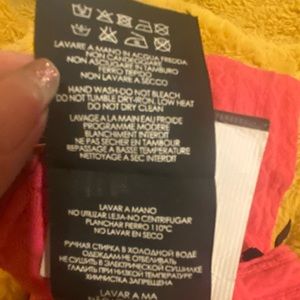 LAVARE A MANO IN ACQUA FREDDA
NON CANDEGGIARE
NON ASCIUGARE IN TAMBURO
FERRO TIEPIDO
NON LAVARE A SECCO
HAND WASH-DO NOT BLEACH
DO NOT TUMBLE DRY-IRON, LOW HEAT
DO NOT DRY CLEAN
LAVAGE A LA MAIN EAU FROIDE
PROGRAMME MODERE
BLANCHIMENT INTERDIT
NE PAS SECHER EN TAMBOUR
REPASSAGE A BASSE TEMPERATURE
NETTOYAGE A SEC INTERDIT
LAVAR A MANO
NO UTILIZAR LEJIA-NO CENTRIFUGAR
PLANCHAR FIERRO 110°C
NO LAVAR EN SECO
РУЧНАЯ СТИРКА В ХОЛОДНОЙ ВОДЕ
ОДЕЖДАМ НЕ ОТБЕЛИВАТЬ
НЕ СУШИТЬ В ЭЛЕКТРИЧЕСКОЙ СУШИЛКЕ
ГЛАДИТЬ ПРИ НИЗКОЙ ТЕМПЕРАТУРЕ
ХИМЧИСТКА ЗАПРЕЩЕНА
LAVAR A MA